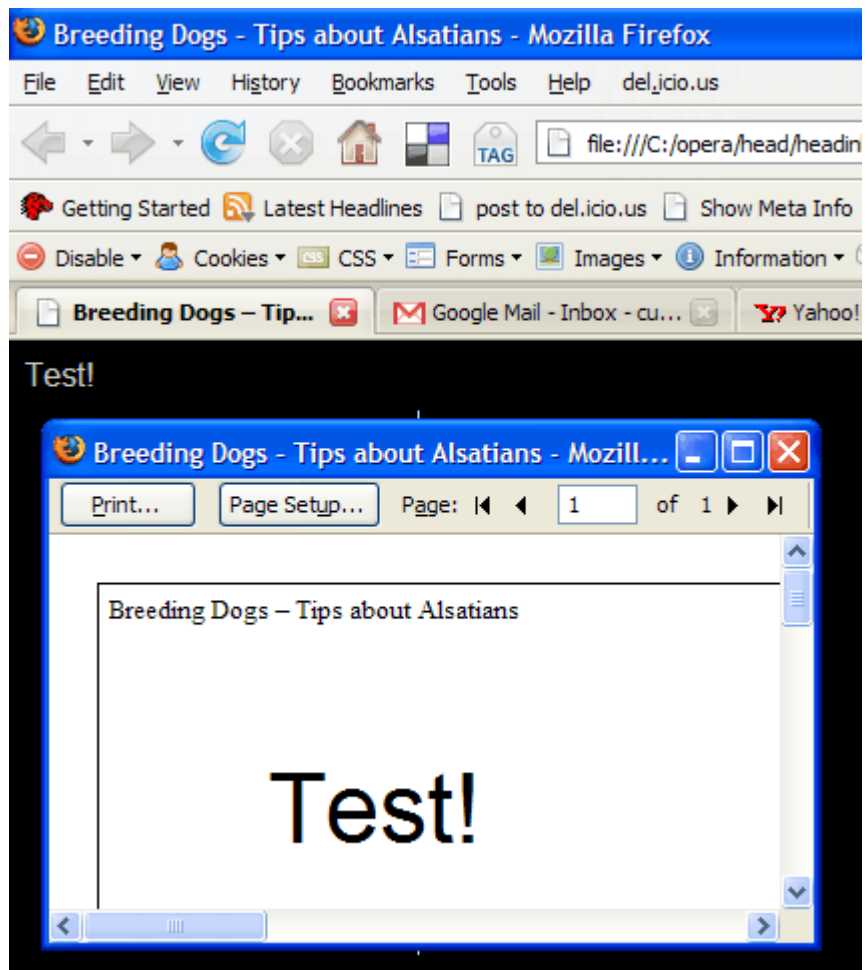 Breeding Dogs - Tips about Alsatians - Mozilla Firefox
File Edit View History Bookmarks Tools Help del.icio.us
TAG file:///C:/opera/head/headin
Getting Started Latest Headlines post to del.icio.us Show Meta Info
Disable Cookies CSS CSS Forms Images Information
Breeding Dogs – Tip... Google Mail - Inbox - cu... Yahoo!
Test!
Breeding Dogs - Tips about Alsatians - Mozill...
Print... Page Setup... Page: 1 of 1
Breeding Dogs – Tips about Alsatians
Test!